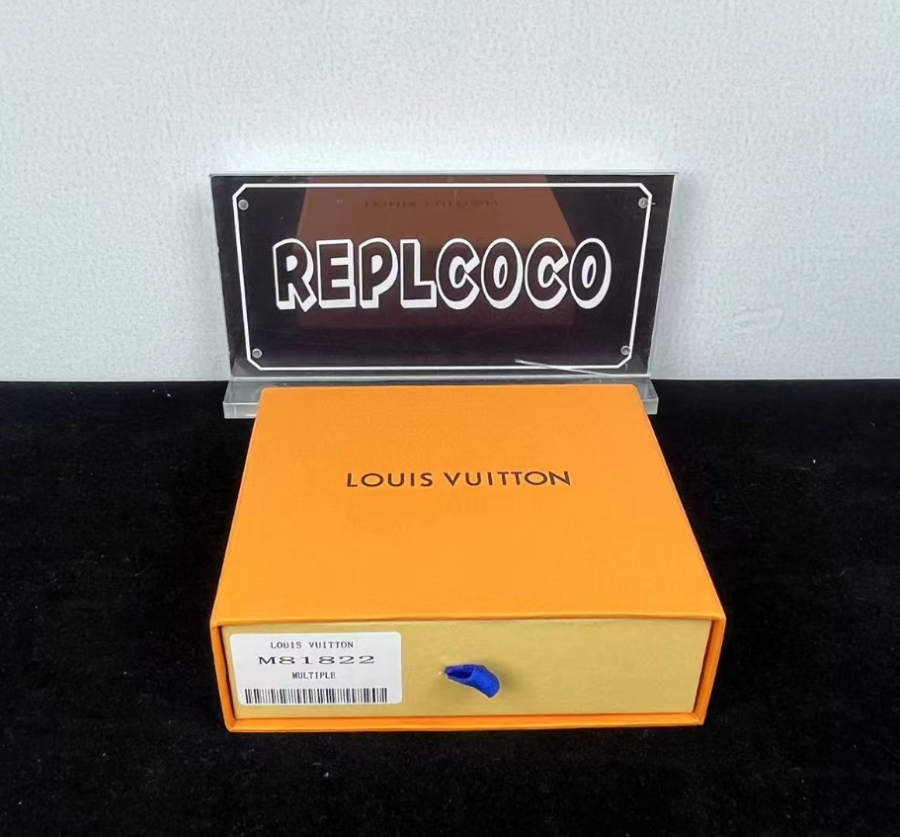 REPLCOCO
LOUIS VUITTON
LOUIS VUITTON
M81822
MULTIPLE